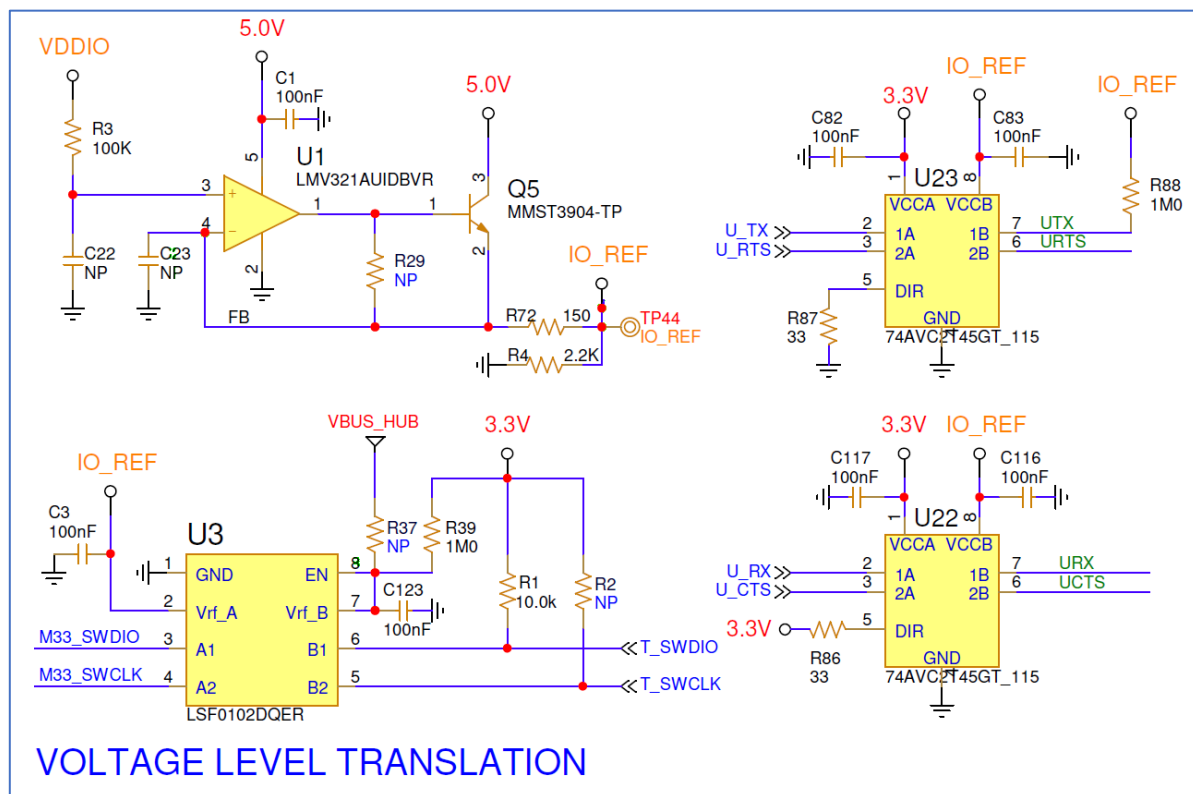 VDDIO
5.0V
C1
100nF
5.0V
R3
100K
5
U1
LMV321AUIDBVR
3
+
1
4
−
2
C22
NP
C23
NP
3
Q5
MMST3904-TP
1
2
R29
NP
FB
IO_REF
R72
150
TP44
IO_REF
R4
2.2K
IO_REF
3.3V
IO_REF
C82
100nF
C83
100nF
U23
1
8
VCCA
VCCB
R88
1M0
U_TX
2
1A
1B
7
UTX
U_RTS
3
2A
2B
6
URTS
5
DIR
R87
33
GND
4
74AVC2T45GT_115
VBUS_HUB
3.3V
IO_REF
C3
100nF
U3
R37
NP
R39
1M0
R1
10.0k
R2
NP
1
GND
EN
8
2
Vrf_A
Vrf_B
7
C123
100nF
M33_SWDIO
3
A1
B1
6
T_SWDIO
M33_SWCLK
4
A2
B2
5
T_SWCLK
LSF0102DQER
3.3V
IO_REF
C117
100nF
C116
100nF
U22
1
8
VCCA
VCCB
U_RX
2
1A
1B
7
URX
U_CTS
3
2A
2B
6
UCTS
3.3V
5
DIR
R86
33
GND
4
74AVC2T45GT_115
VOLTAGE LEVEL TRANSLATION